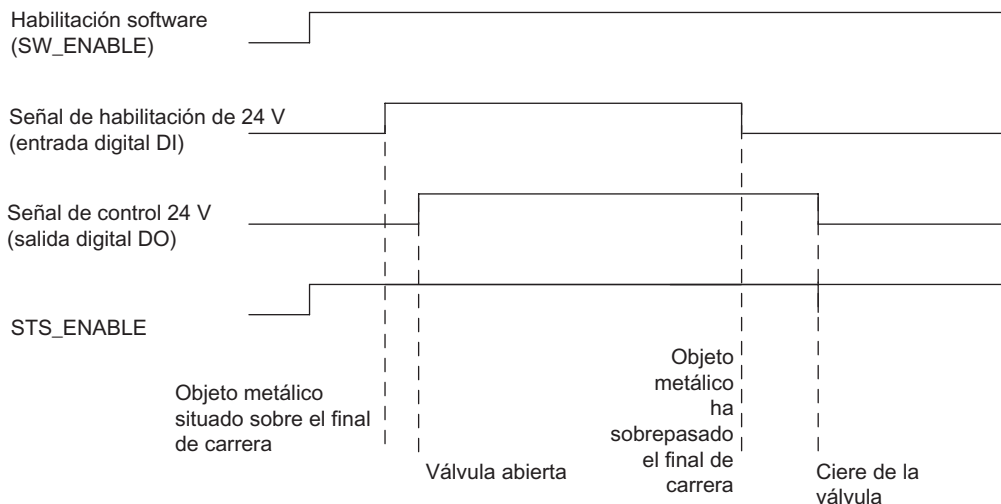 Habilitación software
(SW_ENABLE)
Señal de habilitación de 24 V
(entrada digital DI)
Señal de control 24 V
(salida digital DO)
STS_ENABLE
Objeto metálico
situado sobre el final
de carrera
Válvula abierta
Objeto
metálico
ha
sobrepasado
el final de
carrera
Ciere de la
válvula